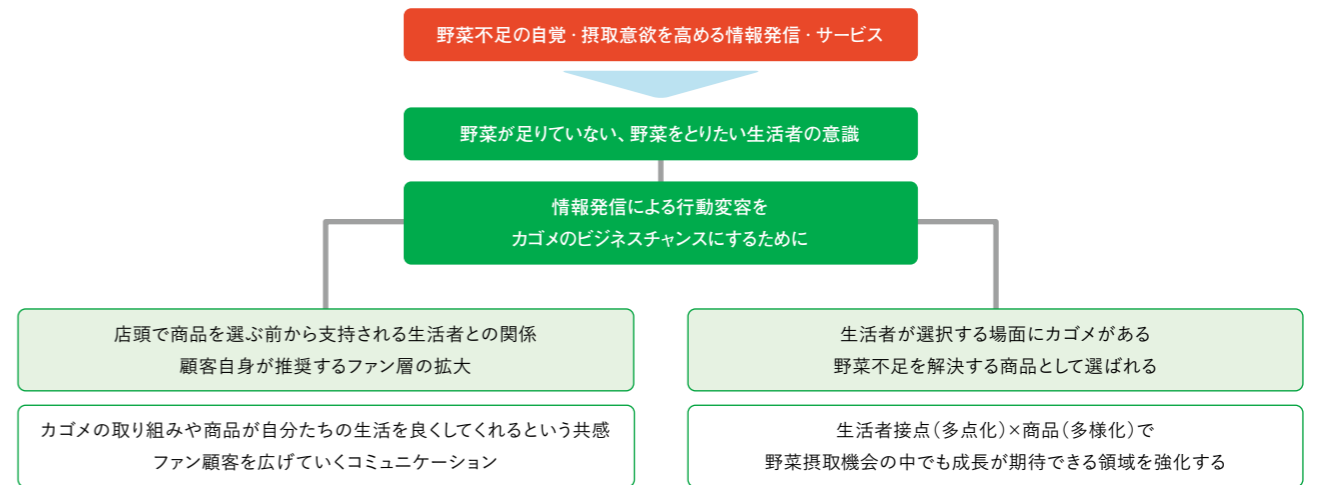 野菜不足の自覚・摂取意欲を高める情報発信・サービス
野菜が足りていない、野菜をとりたい生活者の意識
情報発信による行動変容を
カゴメのビジネスチャンスにするために
店頭で商品を選ぶ前から支持される生活者との関係
顧客自身が推奨するファン層の拡大
カゴメの取り組みや商品が自分たちの生活を良くしてくれるという共感
ファン顧客を広げていくコミュニケーション
生活者が選択する場面にカゴメがある
野菜不足を解決する商品として選ばれる
生活者接点（多点化）×商品（多様化）で
野菜摂取機会の中でも成長が期待できる領域を強化する